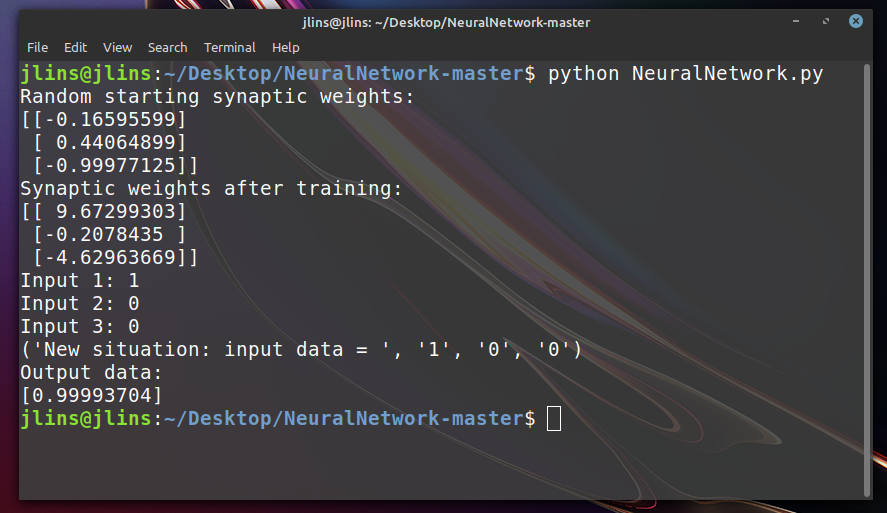 jlins@jlins: ~/Desktop/NeuralNetwork-master
File Edit View Search Terminal Help
jlins@jlins:~/Desktop/NeuralNetwork-master$ python NeuralNetwork.py
Random starting synaptic weights:
[[-0.16595599]
 [ 0.44064899]
 [-0.99977125]]
Synaptic weights after training:
[[ 9.67299303]
 [-0.2078435 ]
 [-4.62963669]]
Input 1: 1
Input 2: 0
Input 3: 0
('New situation: input data = ', '1', '0', '0')
Output data:
[0.99993704]
jlins@jlins:~/Desktop/NeuralNetwork-master$